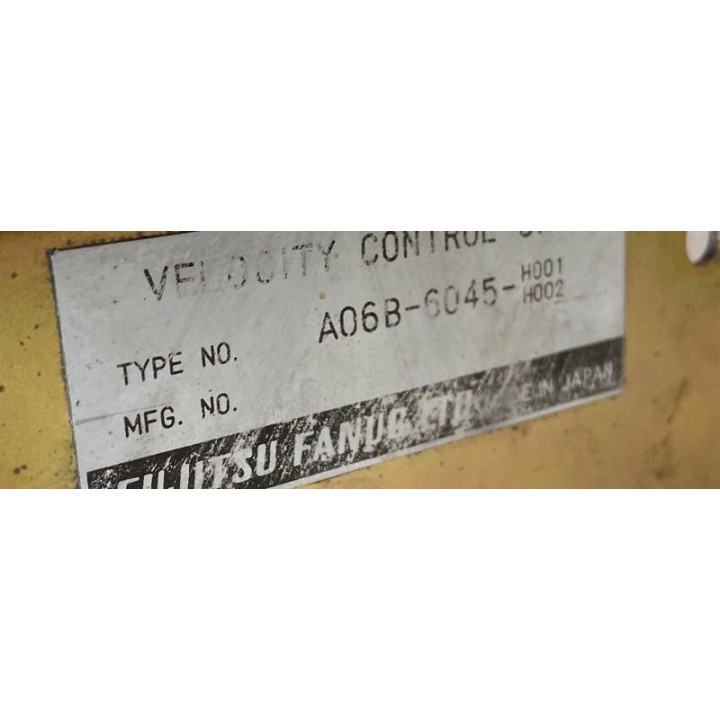 VELOCITY CONTROL
TYPE NO. A06B-6045-H001
H002
MFG. NO.
FUJITSU FANUC LTD
E IN JAPAN